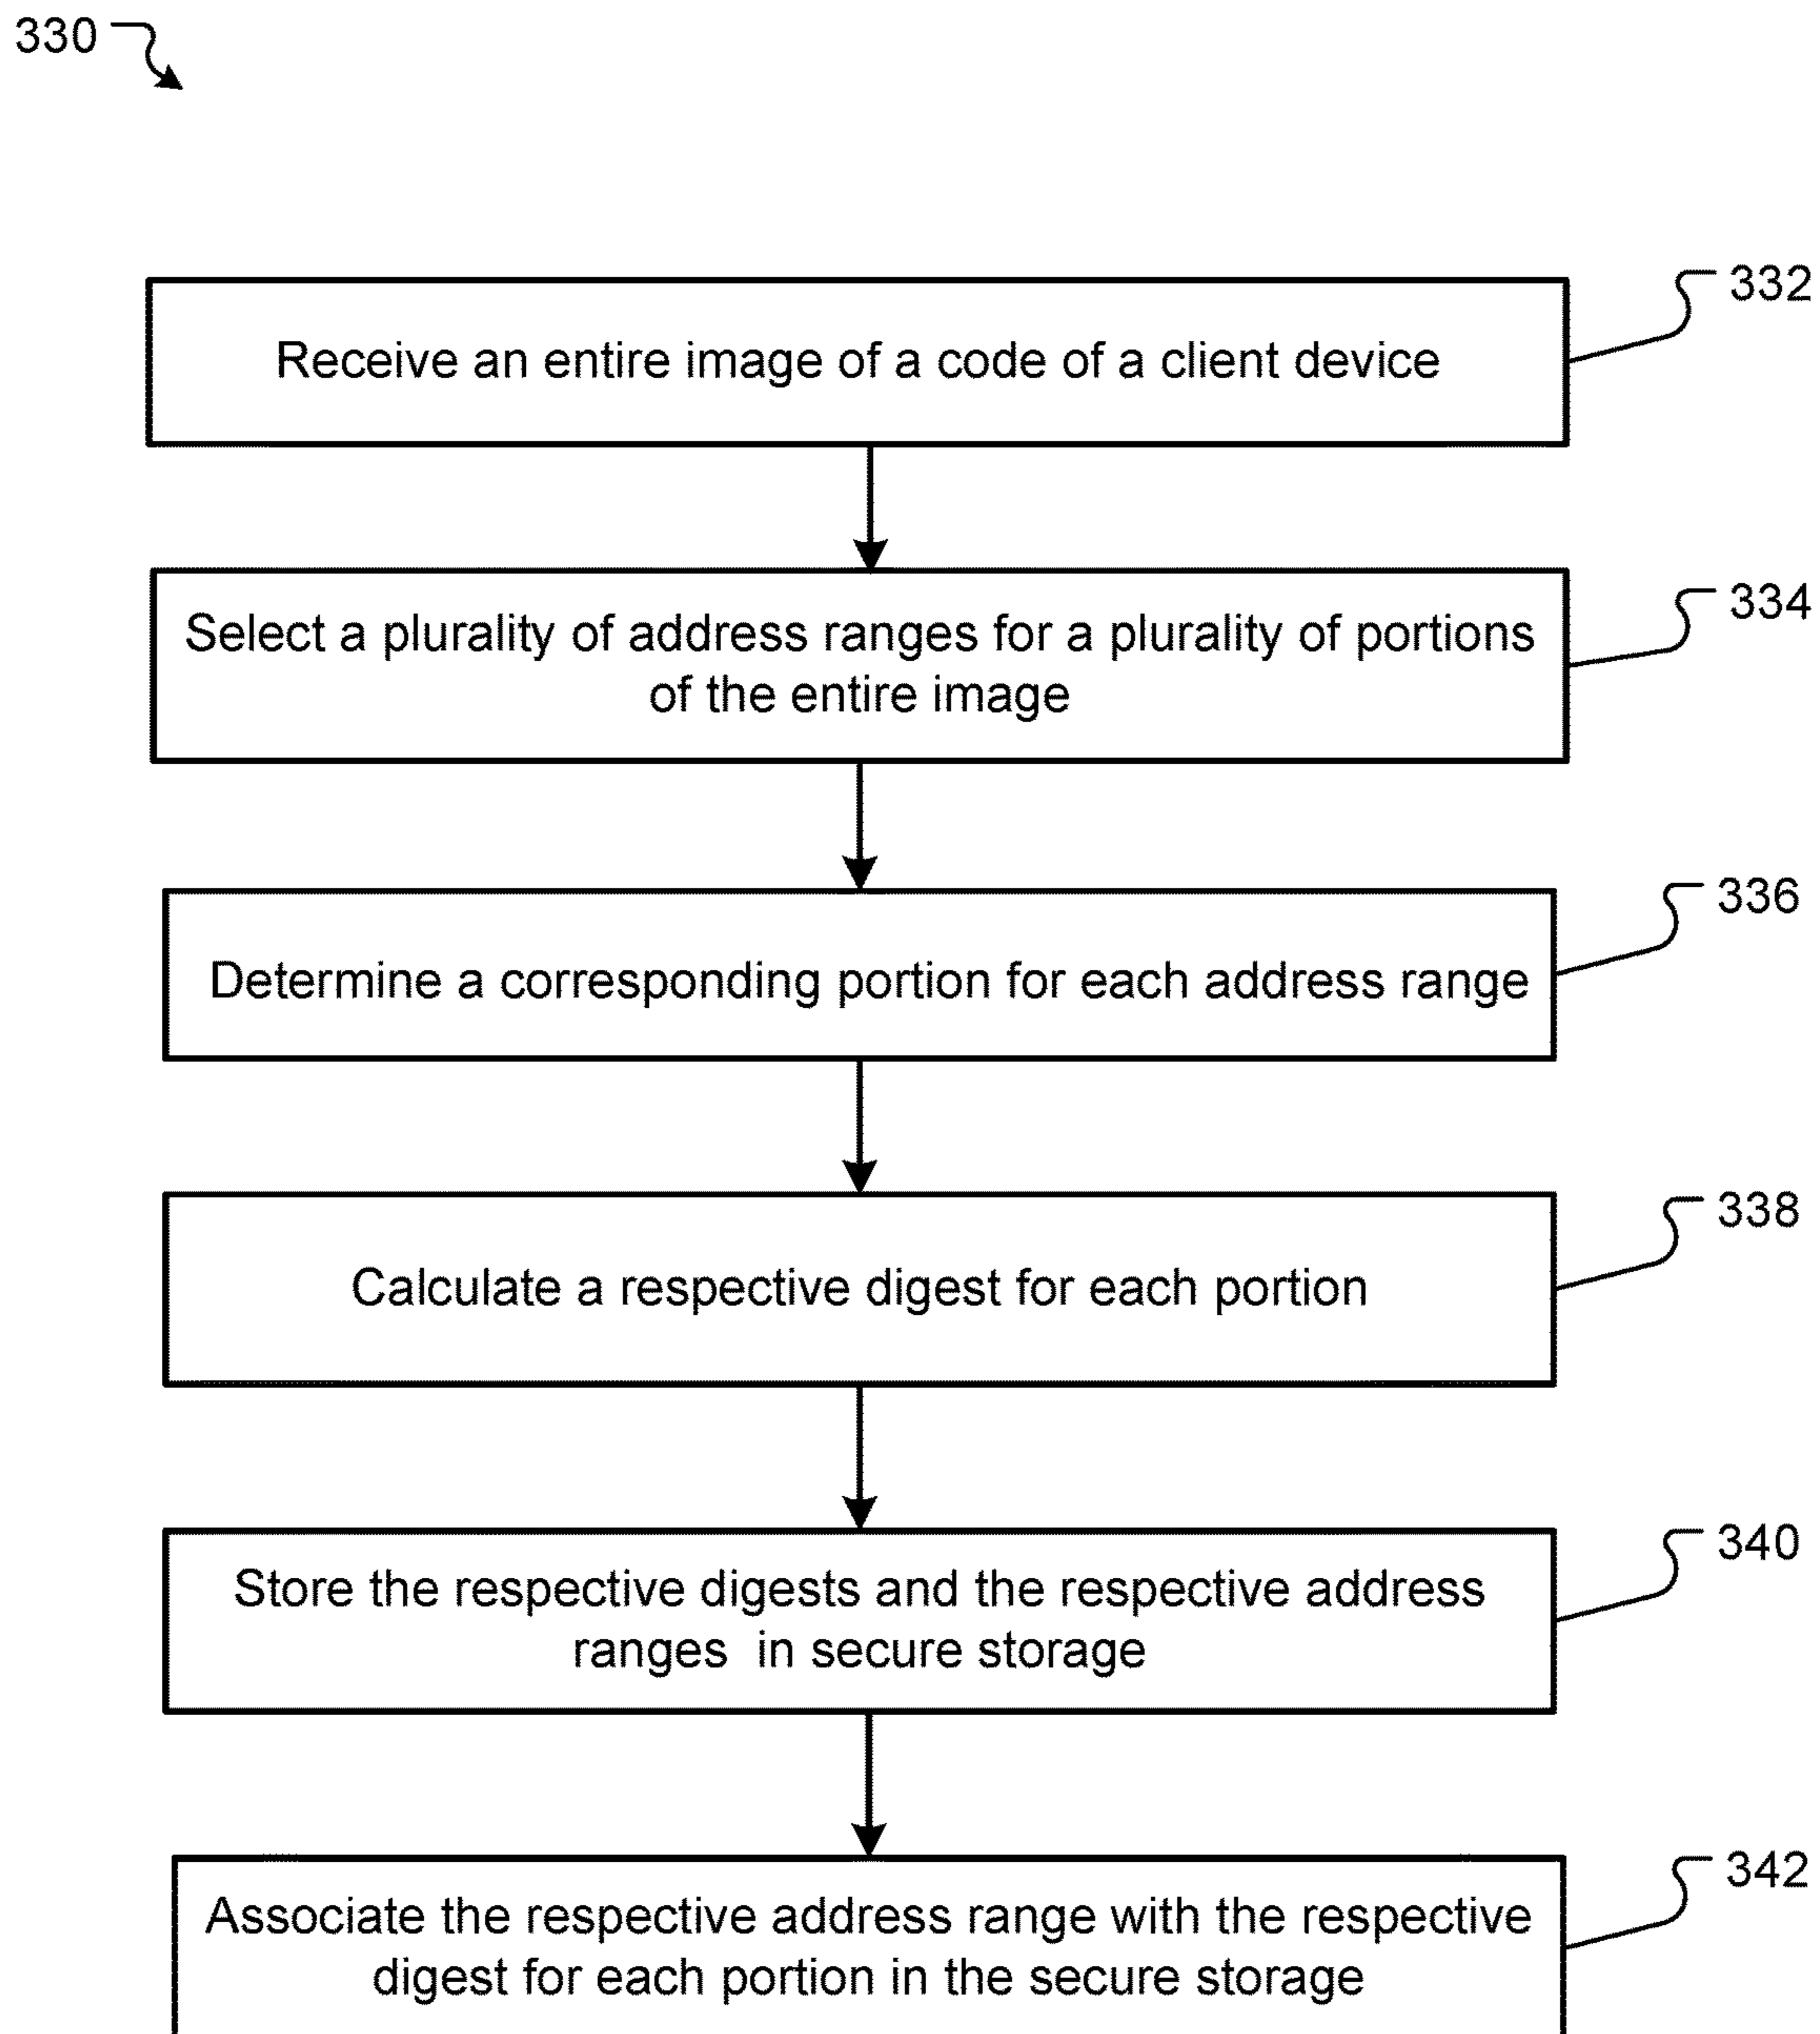 330
Receive an entire image of a code of a client device
332
Select a plurality of address ranges for a plurality of portions
of the entire image
334
Determine a corresponding portion for each address range
336
Calculate a respective digest for each portion
338
Store the respective digests and the respective address
ranges  in secure storage
340
Associate the respective address range with the respective
digest for each portion in the secure storage
342